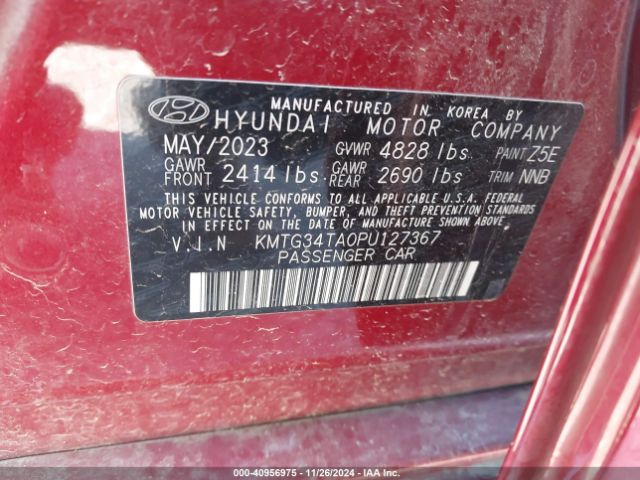 MANUFACTURED IN KOREA BY
HYUNDAI MOTOR COMPANY
MAY/2023 GVWR 4828 lbs PAINT Z5E
GAWR FRONT 2414 lbs. GAWR REAR 2690 lbs TRIM NNB
THIS VEHICLE CONFORMS TO ALL APPLICABLE U.S.A. FEDERAL
MOTOR VEHICLE SAFETY, BUMPER, AND THEFT PREVENTION STANDARDS
IN EFFECT ON THE DATE OF MANUFACTURE SHOWN ABOVE.
V I N KMTG34TA0PU127367
PASSENGER CAR
000-40956975 - 11/26/2024 - IAA Inc.